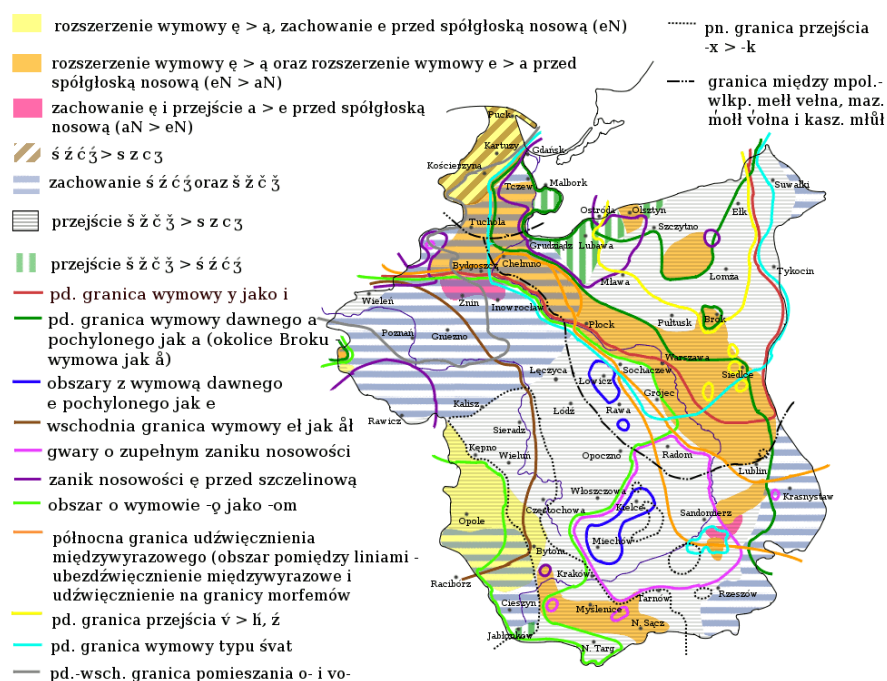 rozszerzenie wymowy ę > ą, zachowanie e przed spółgłoską nosową (eN)
rozszerzenie wymowy ę > ą oraz rozszerzenie wymowy e > a przed
spółgłoską nosową (eN > aN)
zachowanie ę i przejście a > e przed spółgłoską
nosową (aN > eN)
ś ź ć ʒ́ > s z c ʒ
zachowanie ś ź ć ʒ́ oraz š ž č ǯ
przejście š ž č ǯ > s z c ʒ
przejście š ž č ǯ > ś ź ć ʒ́
pd. granica wymowy y jako i
pd. granica wymowy dawnego a
pochylonego jak a (okolice Broku -
wymowa jak å)
obszary z wymową dawnego
e pochylonego jak e
wschodnia granica wymowy eł jak åł
gwary o zupełnym zaniku nosowości
zanik nosowości ę przed szczelinową
obszar o wymowie -ǫ jako -om
północna granica udźwięcznienia
międzywyrazowego (obszar pomiędzy liniami -
ubezdźwięcznienie międzywyrazowe i
udźwięcznienie na granicy morfemów
pd. granica przejścia v́ > h́, ź
pd. granica wymowy typu śvat
pd.-wsch. granica pomieszania o- i vo-
pn. granica przejścia
-x > -k
granica między mpol.-
wlkp. mełł vełna, maz.
mołł v́ołna i kasz. młůł
Puck
Kartuzy
Gdańsk
Kościerzyna
Tczew
Malbork
Suwałki
Ostróda
Olsztyn
Ełk
Tuchola
Szczytno
Grudziądz
Lubawa
Bydgoszcz
Chełmno
Łomża
Tykocin
Mława
Wieleń
Żnin
Inowrocław
Płock
Pułtusk
Brok
Poznań
Gniezno
Warszawa
Siedlce
Łęczyca
Sochaczew
Łowicz
Grójec
Kalisz
Łódź
Rawa
Rawicz
Sieradz
Kępno
Wieluń
Opoczno
Radom
Lublin
Krasnystaw
Włoszczowa
Opole
Częstochowa
Kielce
Sandomierz
Miechów
Bytom
Racibórz
Kraków
Tarnów
Rzeszów
Cieszyn
Myślenice
Jabłonków
N. Sącz
N. Targ